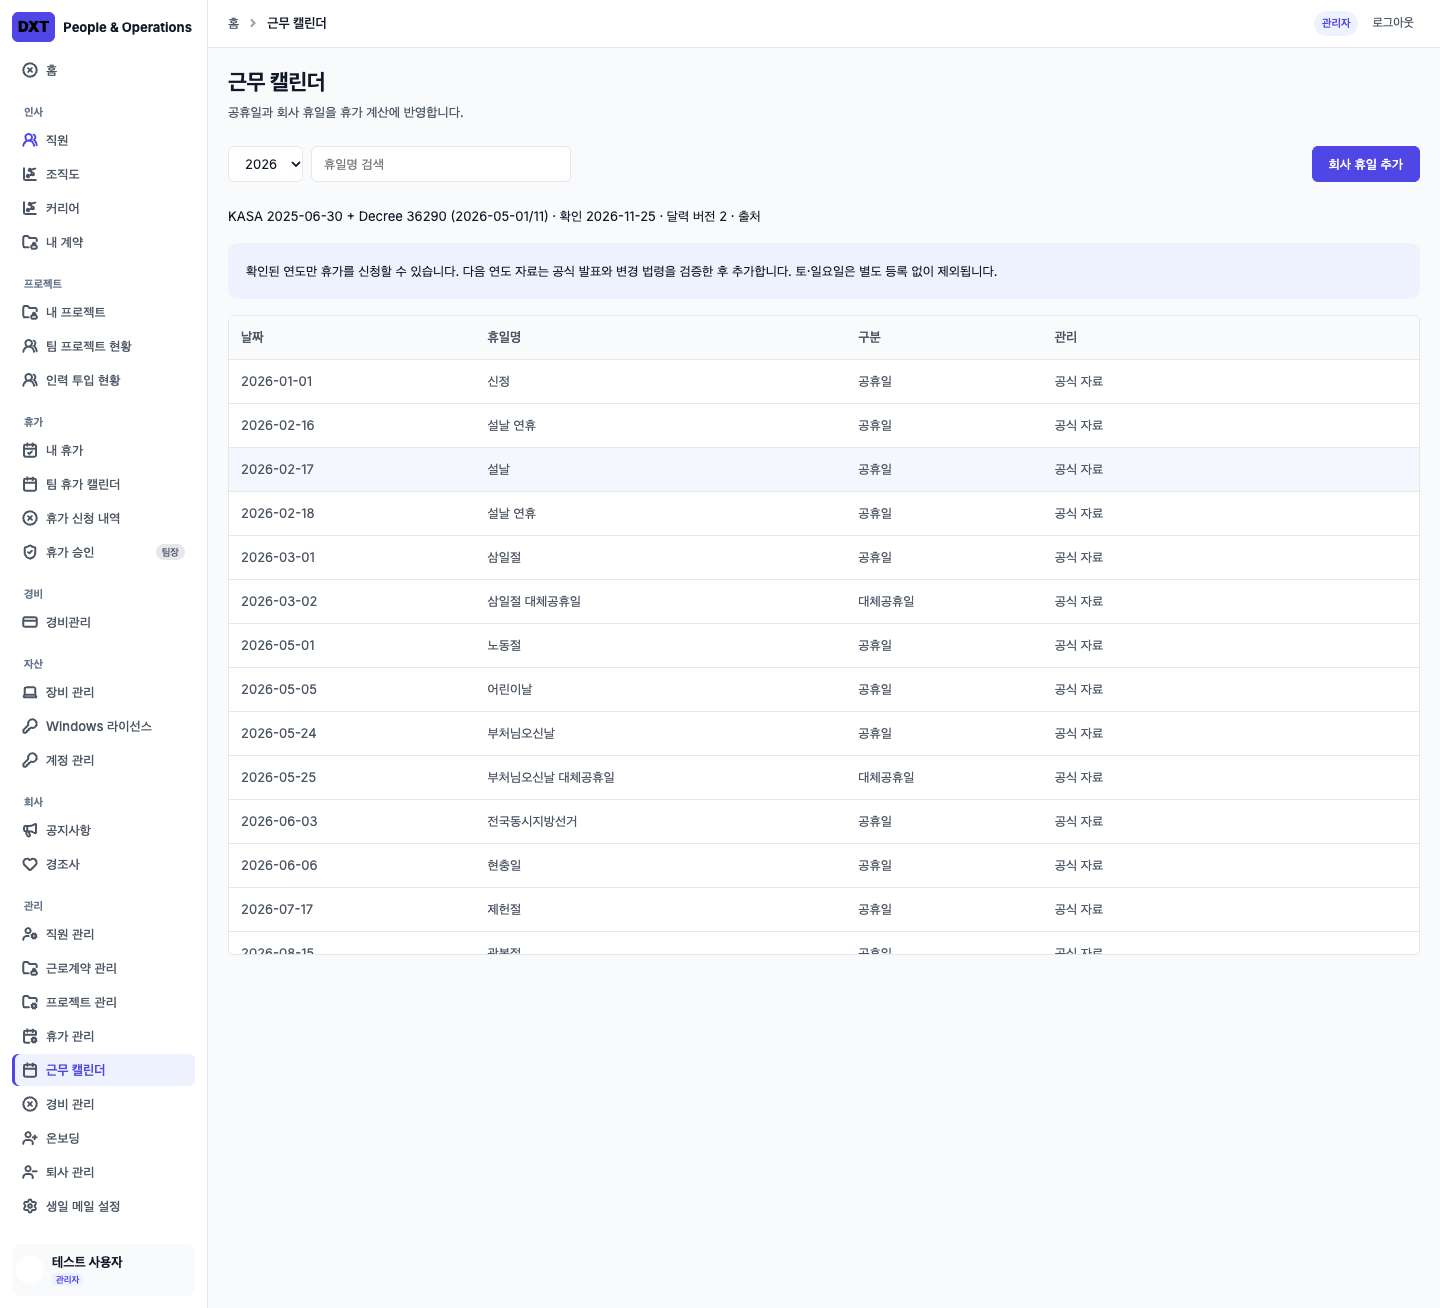 DXT People & Operations
홈
인사
직원
조직도
커리어
내 계약
프로젝트
내 프로젝트
팀 프로젝트 현황
인력 투입 현황
휴가
내 휴가
팀 휴가 캘린더
휴가 신청 내역
휴가 승인 팀장
경비
경비관리
자산
장비 관리
Windows 라이선스
계정 관리
회사
공지사항
경조사
관리
직원 관리
근로계약 관리
프로젝트 관리
휴가 관리
근무 캘린더
경비 관리
온보딩
퇴사 관리
생일 메일 설정
테스트 사용자
관리자
홈 > 근무 캘린더 관리자 로그아웃
근무 캘린더
공휴일과 회사 휴일을 휴가 계산에 반영합니다.
2026 휴일명 검색 회사 휴일 추가
KASA 2025-06-30 + Decree 36290 (2026-05-01/11) · 확인 2026-11-25 · 달력 버전 2 · 출처
확인된 연도만 휴가를 신청할 수 있습니다. 다음 연도 자료는 공식 발표와 변경 법령을 검증한 후 추가합니다. 토·일요일은 별도 등록 없이 제외됩니다.
날짜 휴일명 구분 관리
2026-01-01 신정 공휴일 공식 자료
2026-02-16 설날 연휴 공휴일 공식 자료
2026-02-17 설날 공휴일 공식 자료
2026-02-18 설날 연휴 공휴일 공식 자료
2026-03-01 삼일절 공휴일 공식 자료
2026-03-02 삼일절 대체공휴일 대체공휴일 공식 자료
2026-05-01 노동절 공휴일 공식 자료
2026-05-05 어린이날 공휴일 공식 자료
2026-05-24 부처님오신날 공휴일 공식 자료
2026-05-25 부처님오신날 대체공휴일 대체공휴일 공식 자료
2026-06-03 전국동시지방선거 공휴일 공식 자료
2026-06-06 현충일 공휴일 공식 자료
2026-07-17 제헌절 공휴일 공식 자료
2026-08-15 광복절 공휴일 공식 자료